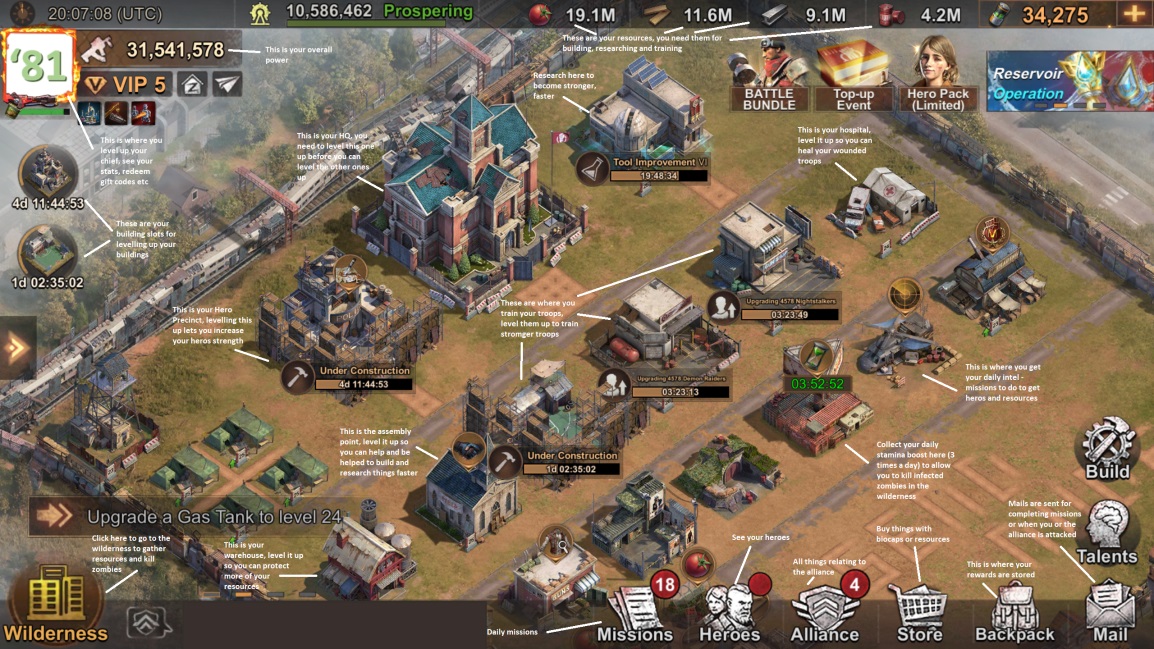 20:07:08 (UTC)
10,586,462 Prospering
19.1M
11.6M
9.1M
4.2M
34,275
+
'81
31,541,578
This is your overall
power
These are your resources, you need them for
building, researching and training
VIP 5
Z
BATTLE
BUNDLE
Top-up
Event
Hero Pack
(Limited)
Reservoir
Operation
Research here to
become stronger,
faster
This is where you
level up your
chief, see your
stats, redeem
gift codes etc
This is your HQ, you
need to level this one
up before you can
level the other ones
up
This is your hospital,
level it up so you can
heal your wounded
troops
Tool Improvement VI
19:48:34
4d 11:44:53
These are your
building slots for
levelling up your
buildings
1d 02:35:02
This is your Hero
Precinct, levelling this
up lets you increase
your heros strength
These are where you
train your troops,
level them up to train
stromger troops
Upgrading 4578 Nightstalkers
03:23:49
Under Construction
4d 11:44:53
Upgrading 4578 Demon Raiders
03:23:13
03:52:52
This is where you get
your daily intel -
missions to do to get
heros and resources
This is the assembly
point, level it up so
you can help and be
helped to build and
research things faster
Under Construction
1d 02:35:02
Collect your daily
stamina boost here (3
times a day) to allow
you to kill infected
zombies in the
wilderness
Build
Upgrade a Gas Tank to level 24
Click here to go to the
wilderness to gather
resources and kill
zombies
This is your
warehouse, level it up
so you can protect
more of your
resources
See your heroes
All things relating to
the alliance
Buy things with
biocaps or resources
This is where your
rewards are stored
Mails are sent for
completing missions
or when you or the
alliance is attacked
Talents
Wilderness
Daily missions
18
Missions
Heroes
4
Alliance
Store
Backpack
Mail